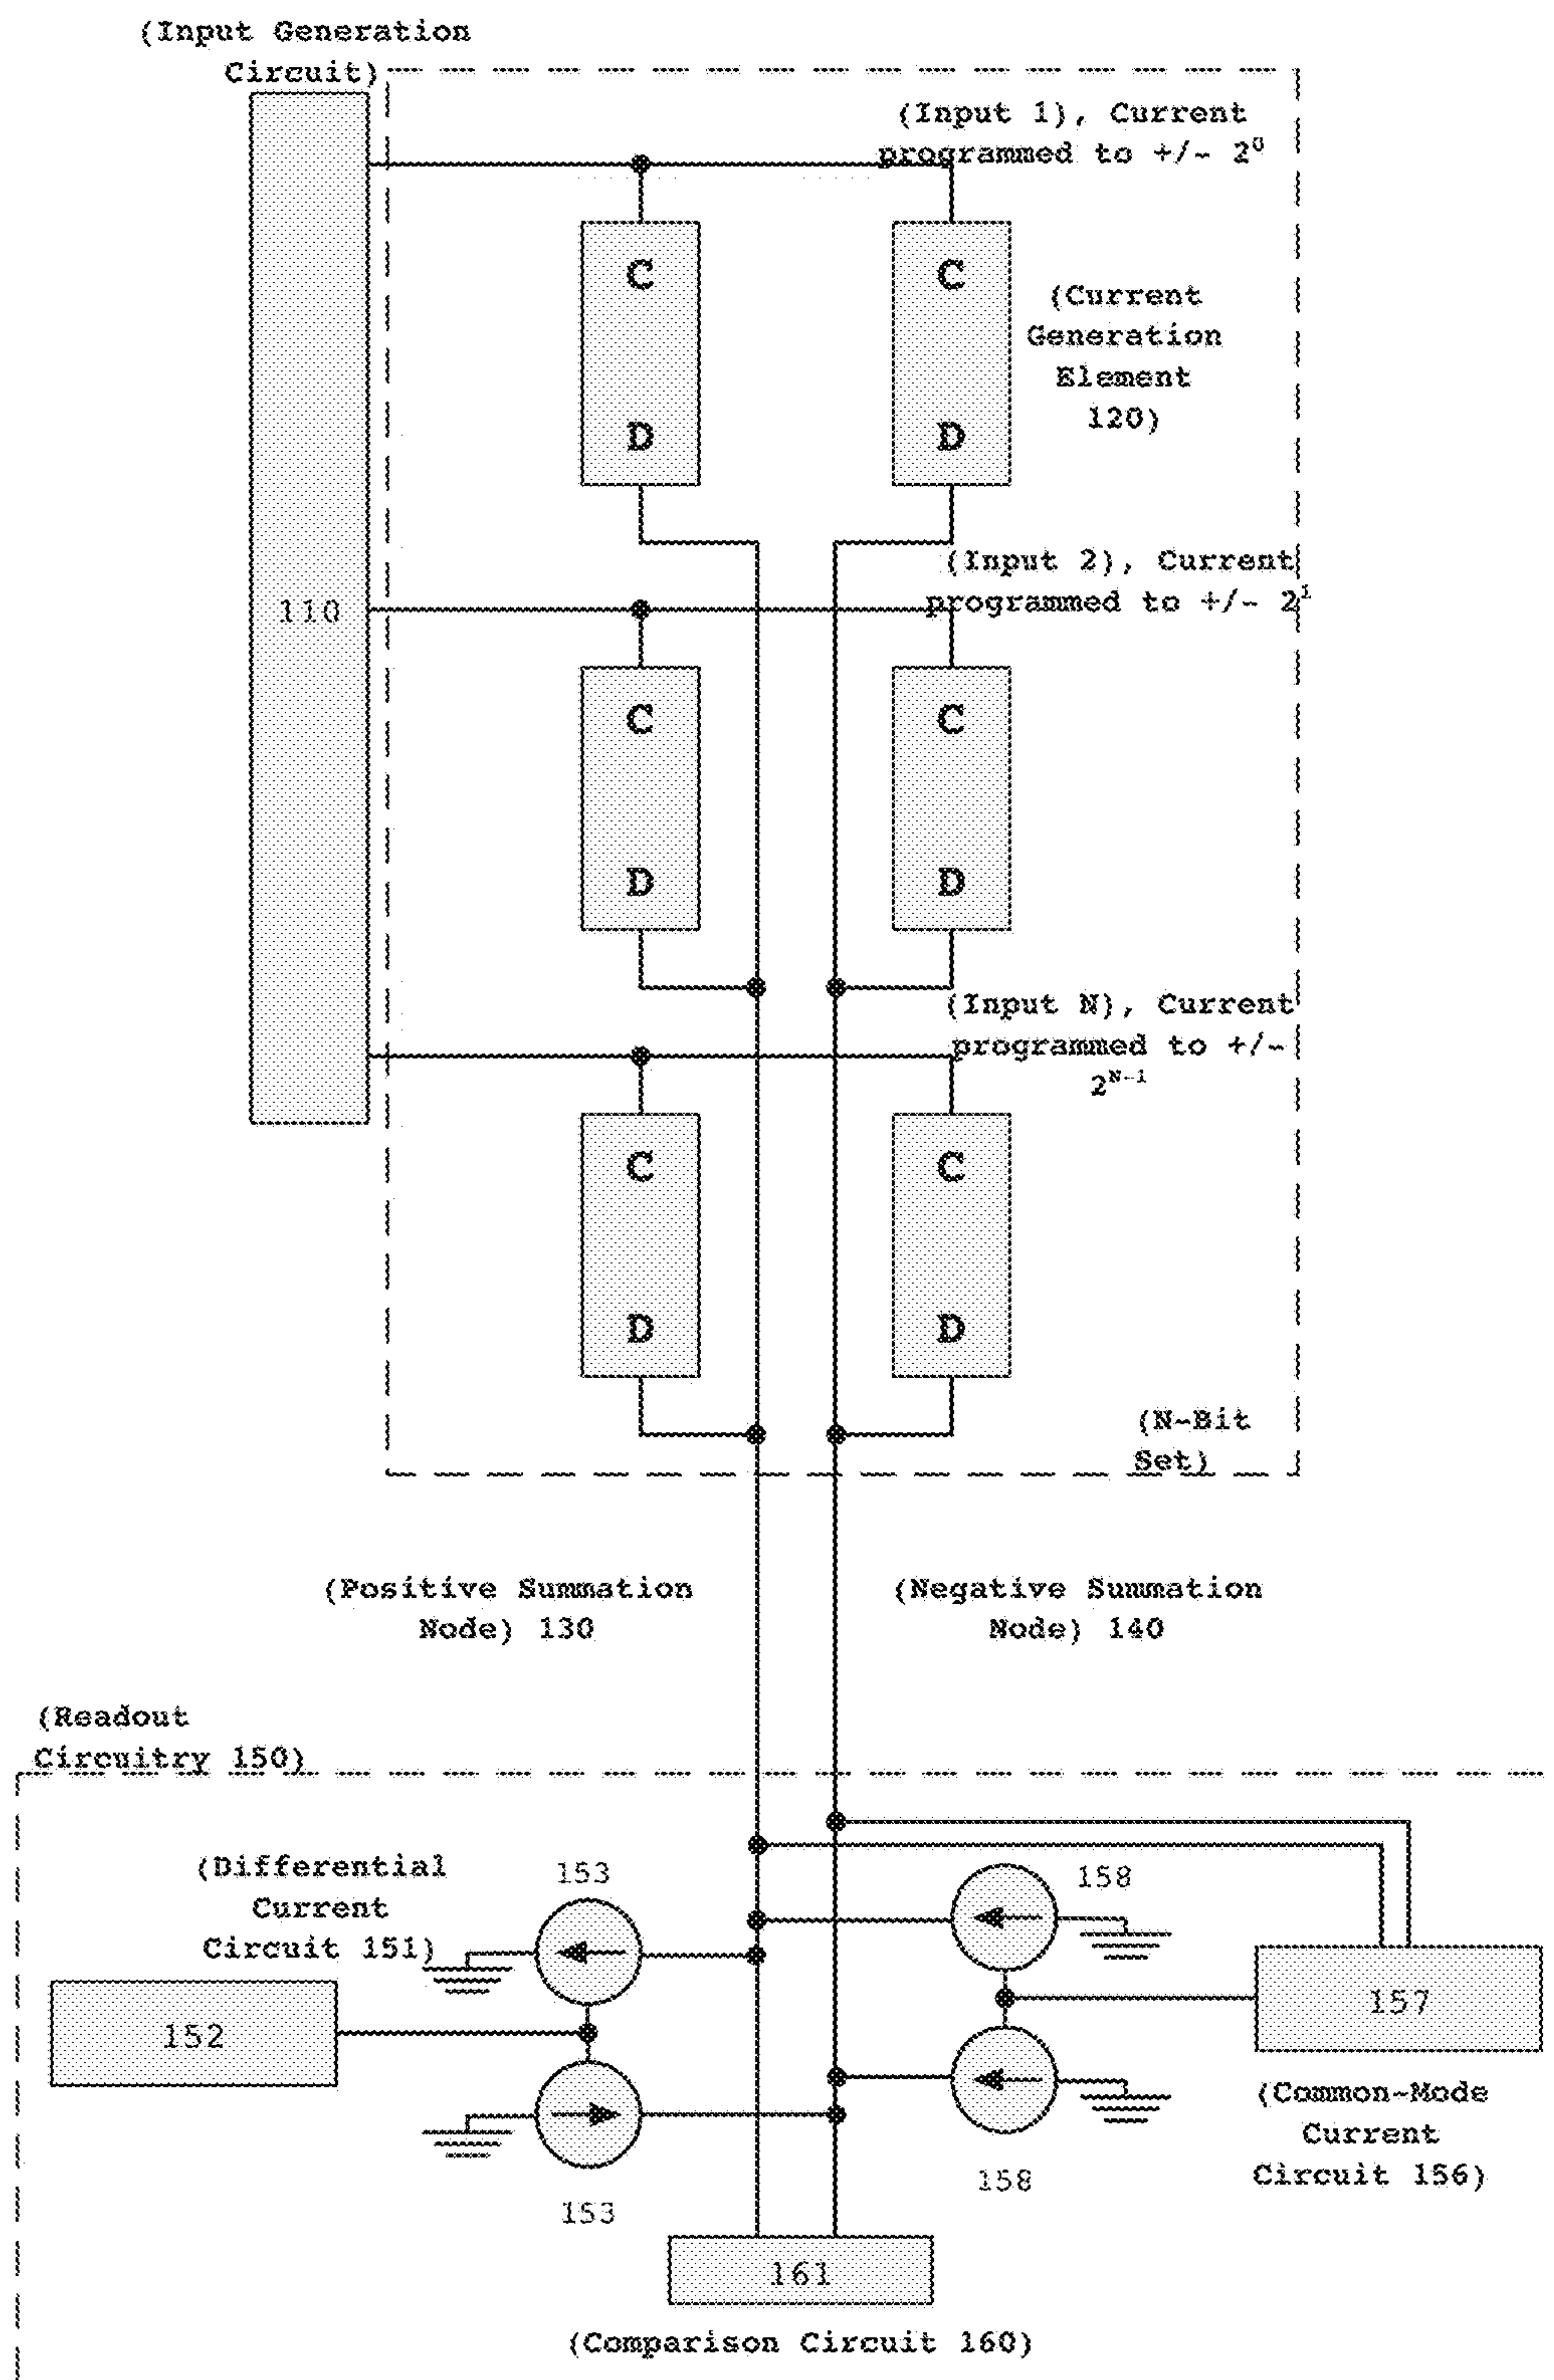 (Input Generation
Circuit)
(Input 1), Current
programmed to +/- 2⁰
C
C
(Current
Generation
Element
120)
D
D
(Input 2), Current
programmed to +/- 2¹
110
C
C
D
D
(Input N), Current
programmed to +/-
2ᴺ⁻¹
C
C
D
D
(N-Bit
Set)
(Positive Summation
Node) 130
(Negative Summation
Node) 140
(Readout
Circuitry 150)
(Differential
Current
Circuit 151)
153
158
152
157
(Common-Mode
Current
Circuit 156)
153
158
161
(Comparison Circuit 160)